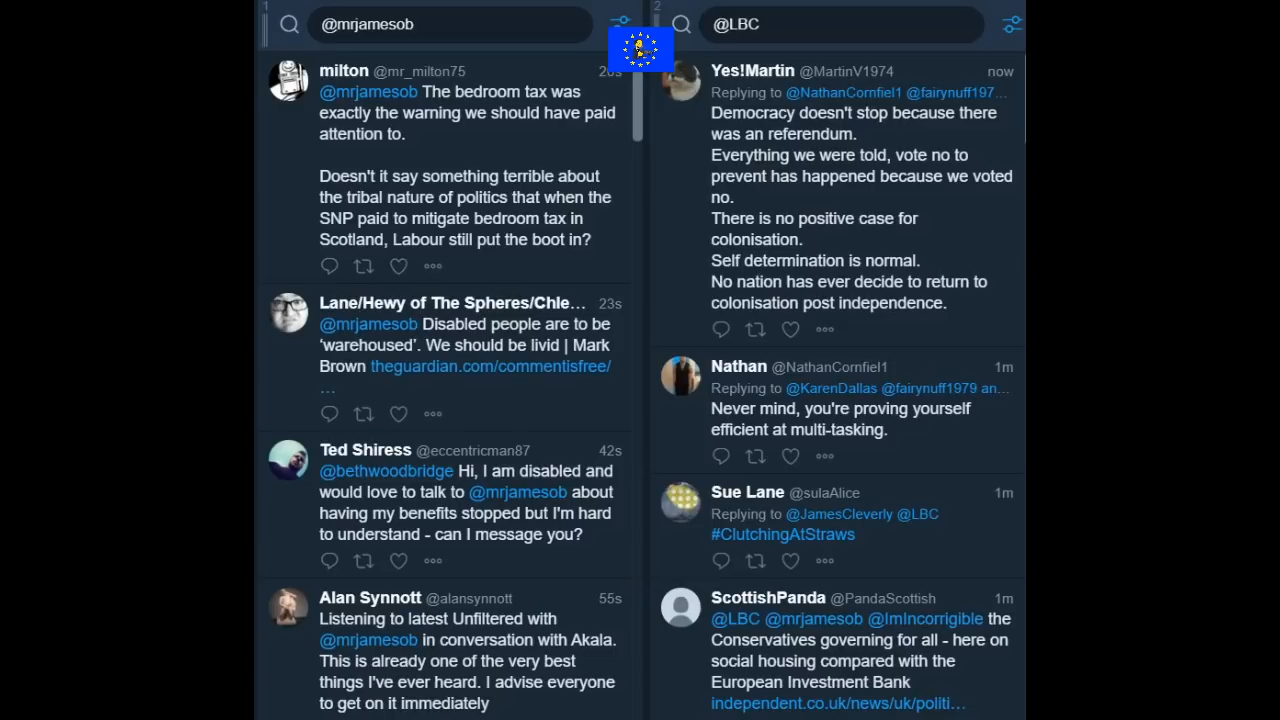 1
@mrjamesob
milton @mr_milton75 20s
@mrjamesob The bedroom tax was
exactly the warning we should have paid
attention to.
Doesn't it say something terrible about
the tribal nature of politics that when the
SNP paid to mitigate bedroom tax in
Scotland, Labour still put the boot in?
Lane/Hewy of The Spheres/Chle... 23s
@mrjamesob Disabled people are to be
‘warehoused’. We should be livid | Mark
Brown theguardian.com/commentisfree/
…
Ted Shiress @eccentricman87 42s
@bethwoodbridge Hi, I am disabled and
would love to talk to @mrjamesob about
having my benefits stopped but I'm hard
to understand - can I message you?
Alan Synnott @alansynnott 55s
Listening to latest Unfiltered with
@mrjamesob in conversation with Akala.
This is already one of the very best
things I've ever heard. I advise everyone
to get on it immediately
2
@LBC
Yes!Martin @MartinV1974 now
Replying to @NathanCornfiel1 @fairynuff197...
Democracy doesn't stop because there
was an referendum.
Everything we were told, vote no to
prevent has happened because we voted
no.
There is no positive case for
colonisation.
Self determination is normal.
No nation has ever decide to return to
colonisation post independence.
Nathan @NathanCornfiel1 1m
Replying to @KarenDallas @fairynuff1979 an...
Never mind, you're proving yourself
efficient at multi-tasking.
Sue Lane @sulaAlice 1m
Replying to @JamesCleverly @LBC
#ClutchingAtStraws
ScottishPanda @PandaScottish 1m
@LBC @mrjamesob @ImIncorrigible the
Conservatives governing for all - here on
social housing compared with the
European Investment Bank
independent.co.uk/news/uk/politi…